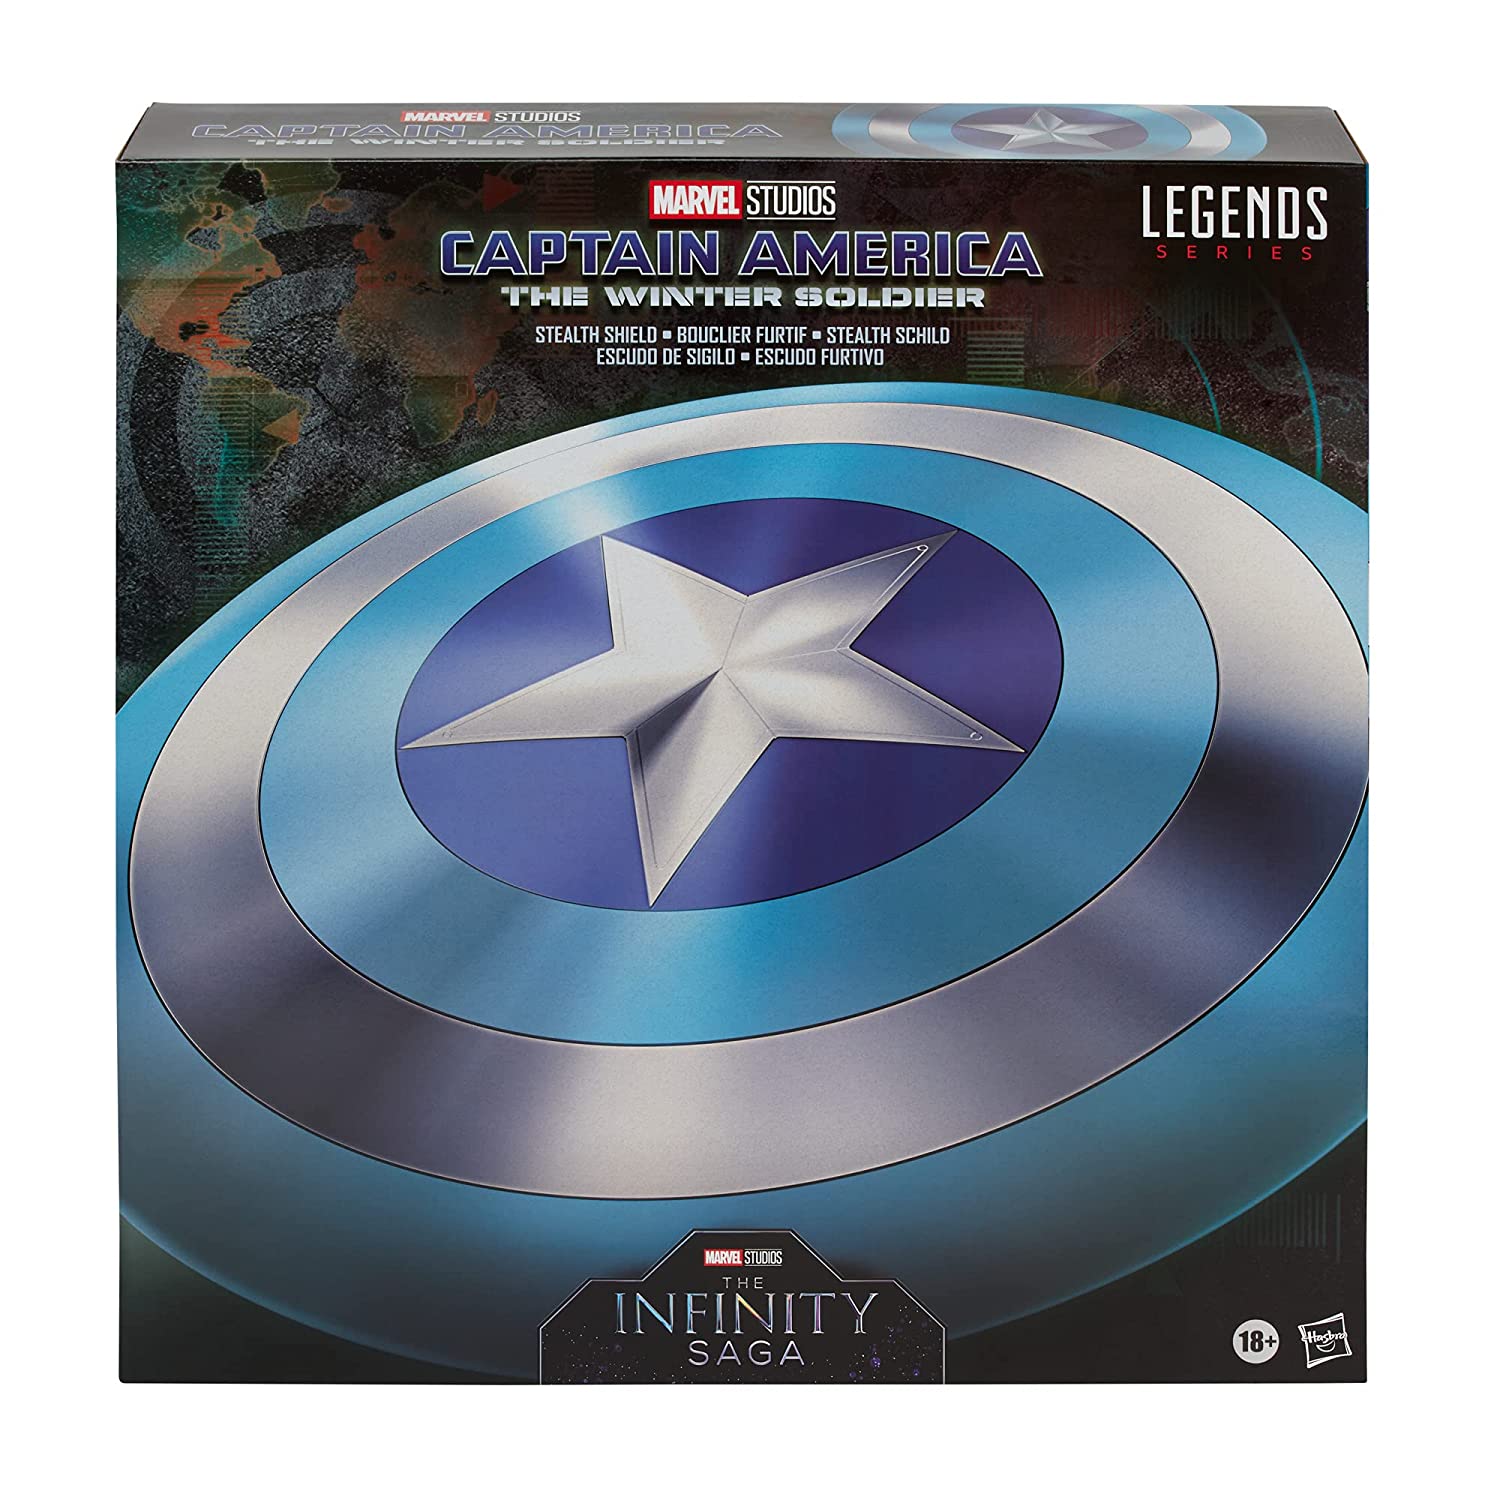 MARVEL STUDIOS
CAPTAIN AMERICA
THE WINTER SOLDIER
MARVEL STUDIOS
LEGENDS
SERIES
CAPTAIN AMERICA
THE WINTER SOLDIER
STEALTH SHIELD ▪ BOUCLIER FURTIF ▪ STEALTH SCHILD
ESCUDO DE SIGILO ▪ ESCUDO FURTIVO
MARVEL STUDIOS
THE
INFINITY
SAGA
18+
Hasbro